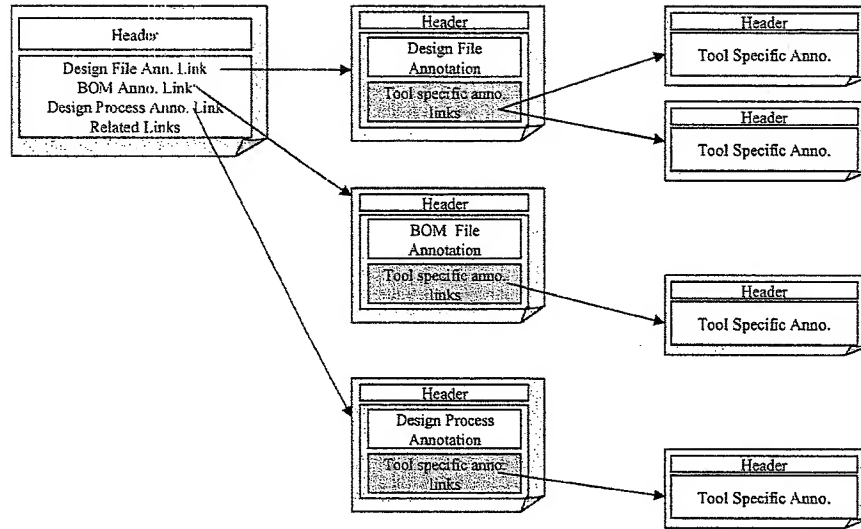 Header
Design File Ann. Link
BOM Anno. Link
Design Process Anno. Link
Related Links
Header
Design File
Annotation
Tool specific anno.
links
Header
Tool Specific Anno.
Header
Tool Specific Anno.
Header
BOM File
Annotation
Tool specific anno.
links
Header
Tool Specific Anno.
Header
Design Process
Annotation
Tool specific anno.
links
Header
Tool Specific Anno.